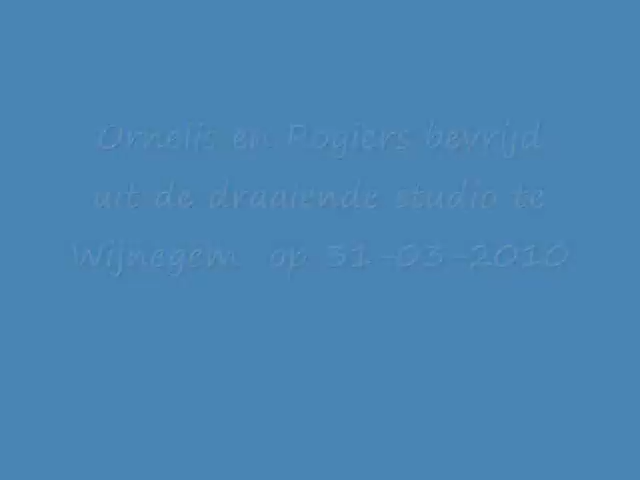 Ornelis en Rogiers bevrijd
uit de draaiende studio te
Wijnegem op 31-03-2010